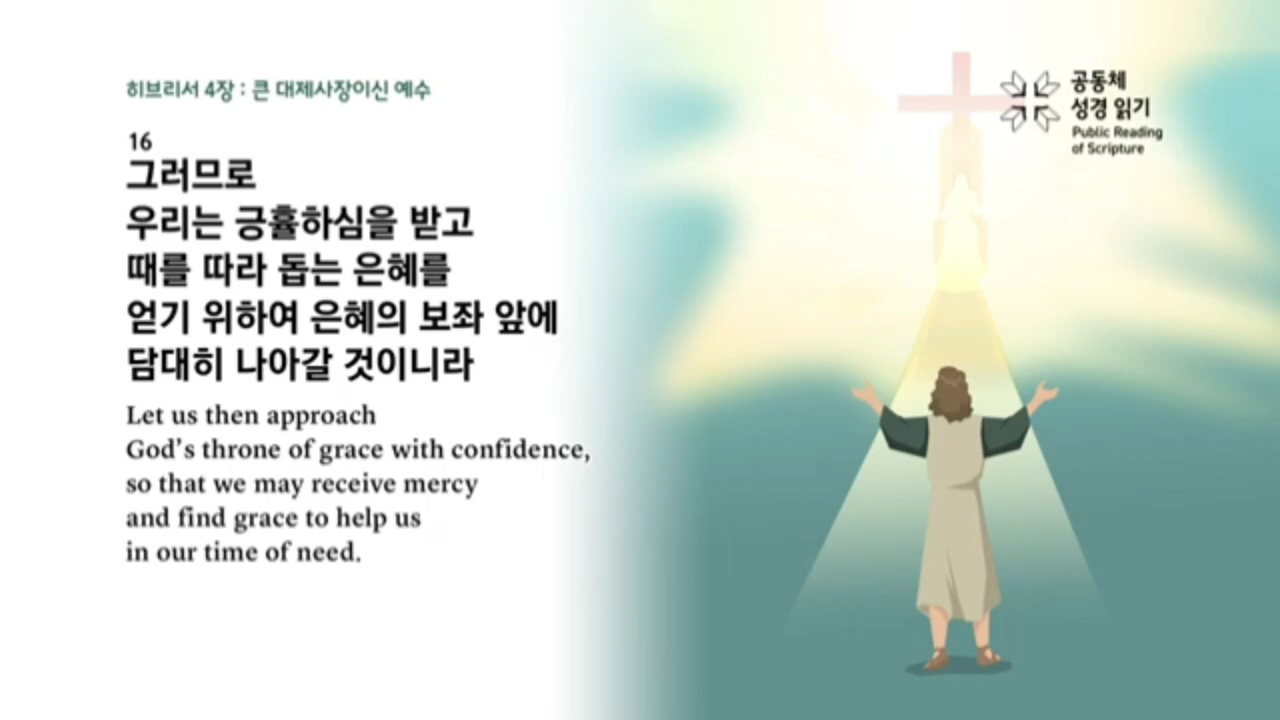 히브리서 4장 : 큰 대제사장이신 예수
16
그러므로
우리는 긍휼하심을 받고
때를 따라 돕는 은혜를
얻기 위하여 은혜의 보좌 앞에
담대히 나아갈 것이니라
Let us then approach
God’s throne of grace with confidence,
so that we may receive mercy
and find grace to help us
in our time of need.
공동체
성경 읽기
Public Reading
of Scripture